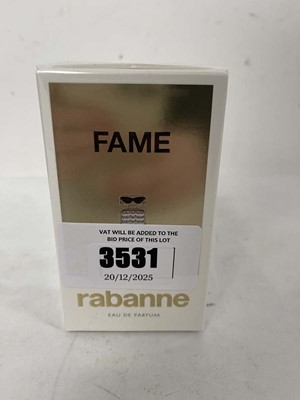 FAME
VAT WILL BE ADDED TO THE
BID PRICE OF THIS LOT
3531
20/12/2025
rabanne
EAU DE PARFUM